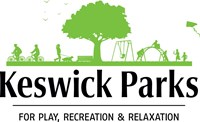 Keswick Parks
FOR PLAY, RECREATION & RELAXATION